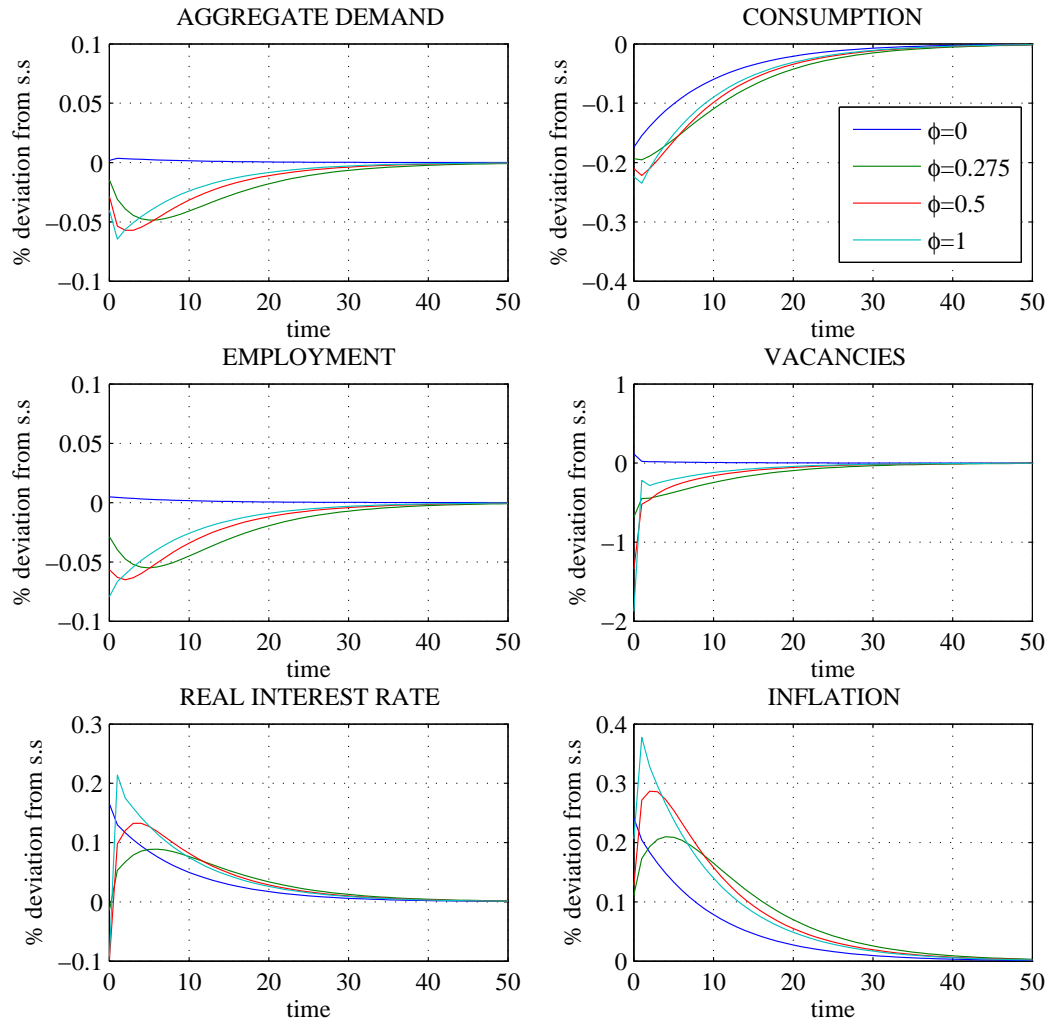 AGGREGATE DEMAND
% deviation from s.s
0.1
0.05
0
−0.05
−0.1
0 10 20 30 40 50
time
CONSUMPTION
% deviation from s.s
0
−0.1
−0.2
−0.3
−0.4
0 10 20 30 40 50
time
ϕ=0
ϕ=0.275
ϕ=0.5
ϕ=1
EMPLOYMENT
% deviation from s.s
0.1
0.05
0
−0.05
−0.1
0 10 20 30 40 50
time
VACANCIES
% deviation from s.s
1
0
−1
−2
0 10 20 30 40 50
time
REAL INTEREST RATE
% deviation from s.s
0.3
0.2
0.1
0
−0.1
0 10 20 30 40 50
time
INFLATION
% deviation from s.s
0.4
0.3
0.2
0.1
0
0 10 20 30 40 50
time